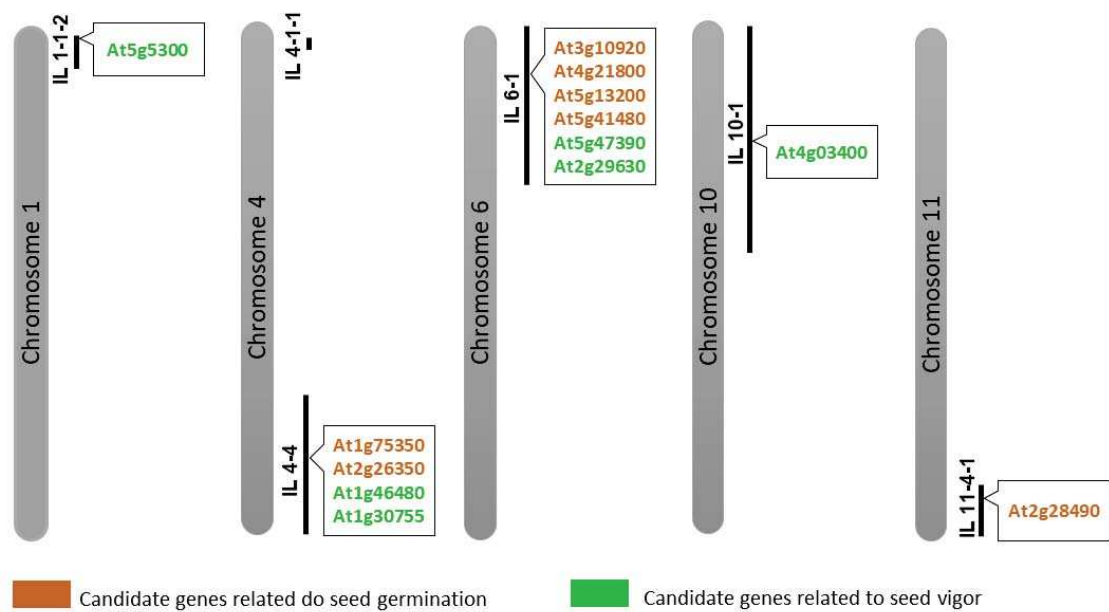 Chromosome 1
IL 1-1-2
At5g5300
Chromosome 4
IL 4-1-1
IL 4-4
At1g75350
At2g26350
At1g46480
At1g30755
Chromosome 6
IL 6-1
At3g10920
At4g21800
At5g13200
At5g41480
At5g47390
At2g29630
Chromosome 10
IL 10-1
At4g03400
Chromosome 11
IL 11-4-1
At2g28490
Candidate genes related do seed germination
Candidate genes related to seed vigor